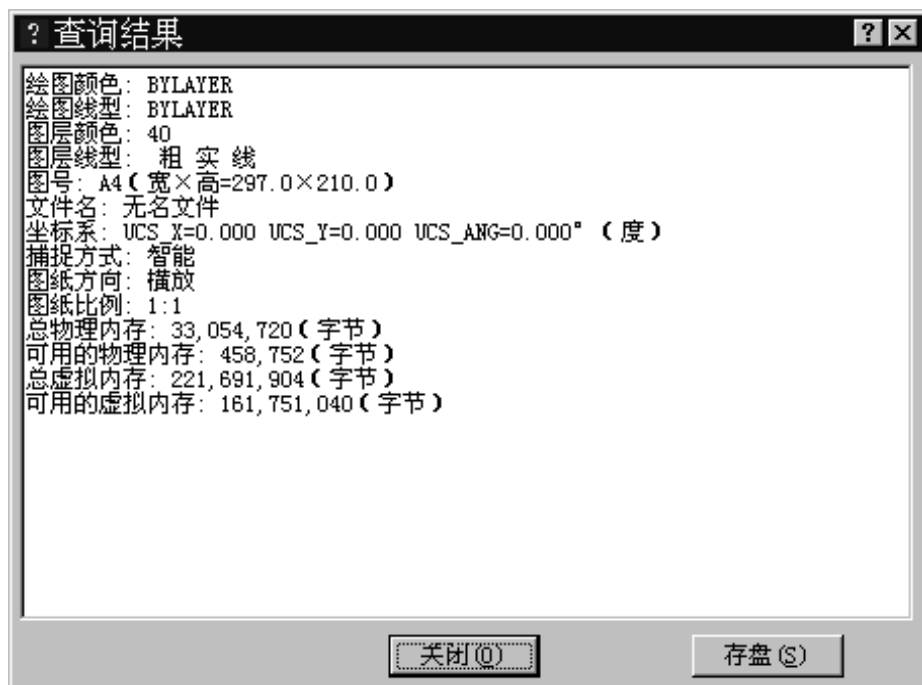 ? 查询结果
绘图颜色: BYLAYER
绘图线型: BYLAYER
图层颜色: 40
图层线型: 粗 实 线
图号: A4(宽×高=297.0×210.0)
文件名: 无名文件
坐标系: UCS_X=0.000 UCS_Y=0.000 UCS_ANG=0.000° (度)
捕捉方式: 智能
图纸方向: 横放
图纸比例: 1:1
总物理内存: 33,054,720(字节)
可用的物理内存: 458,752(字节)
总虚拟内存: 221,691,904(字节)
可用的虚拟内存: 161,751,040(字节)
关闭(O) 存盘(S)